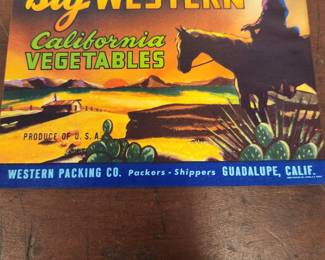 Big WESTERN
California
VEGETABLES
PRODUCE OF U.S.A.
WESTERN PACKING CO. Packers - Shippers GUADALUPE, CALIF.